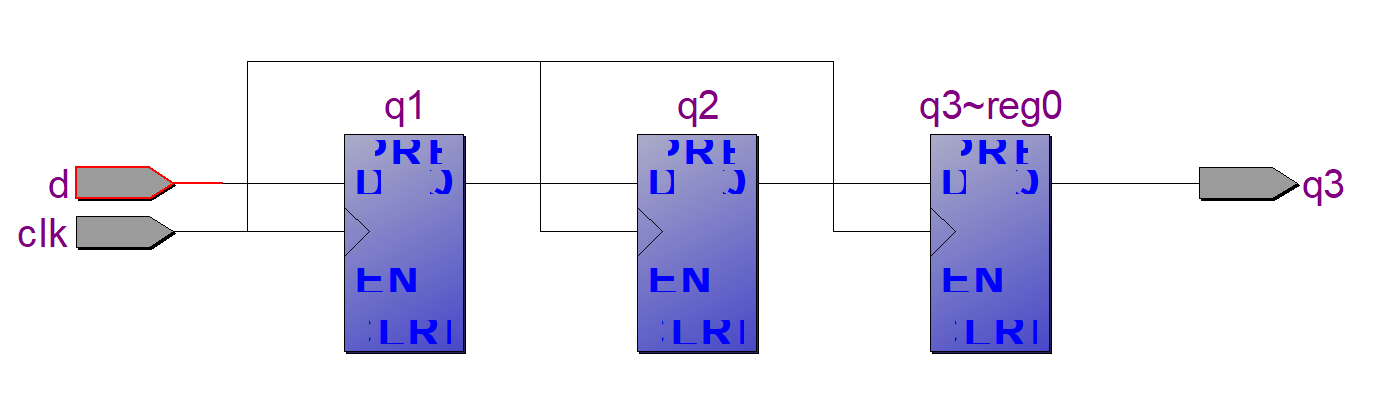 q1
q2
q3~reg0
PRE
PRE
PRE
D Q
D Q
D Q
d
q3
clk
EN
EN
EN
CLR
CLR
CLR